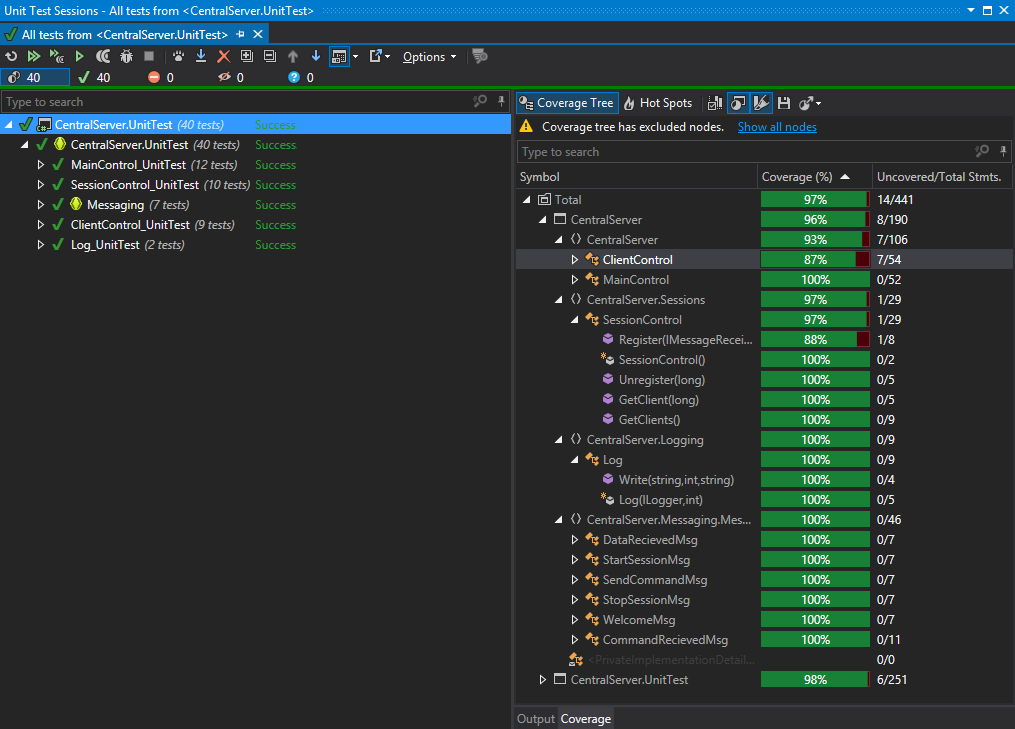 Unit Test Sessions - All tests from <CentralServer.UnitTest>
All tests from <CentralServer.UnitTest>
Options
40 40 0 0 0
Type to search
CentralServer.UnitTest (40 tests) Success
CentralServer.UnitTest (40 tests) Success
MainControl_UnitTest (12 tests) Success
SessionControl_UnitTest (10 tests) Success
Messaging (7 tests) Success
ClientControl_UnitTest (9 tests) Success
Log_UnitTest (2 tests) Success
Coverage Tree Hot Spots
Coverage tree has excluded nodes. Show all nodes
Type to search
Symbol Coverage (%) Uncovered/Total Stmts.
Total 97% 14/441
CentralServer 96% 8/190
CentralServer 93% 7/106
ClientControl 87% 7/54
MainControl 100% 0/52
CentralServer.Sessions 97% 1/29
SessionControl 97% 1/29
Register(IMessageRecei... 88% 1/8
SessionControl() 100% 0/2
Unregister(long) 100% 0/5
GetClient(long) 100% 0/5
GetClients() 100% 0/9
CentralServer.Logging 100% 0/9
Log 100% 0/9
Write(string,int,string) 100% 0/4
Log(ILogger,int) 100% 0/5
CentralServer.Messaging.Mes... 100% 0/46
DataRecievedMsg 100% 0/7
StartSessionMsg 100% 0/7
SendCommandMsg 100% 0/7
StopSessionMsg 100% 0/7
WelcomeMsg 100% 0/7
CommandRecievedMsg 100% 0/11
<PrivateImplementationDetail... 0/0
CentralServer.UnitTest 98% 6/251
Output Coverage